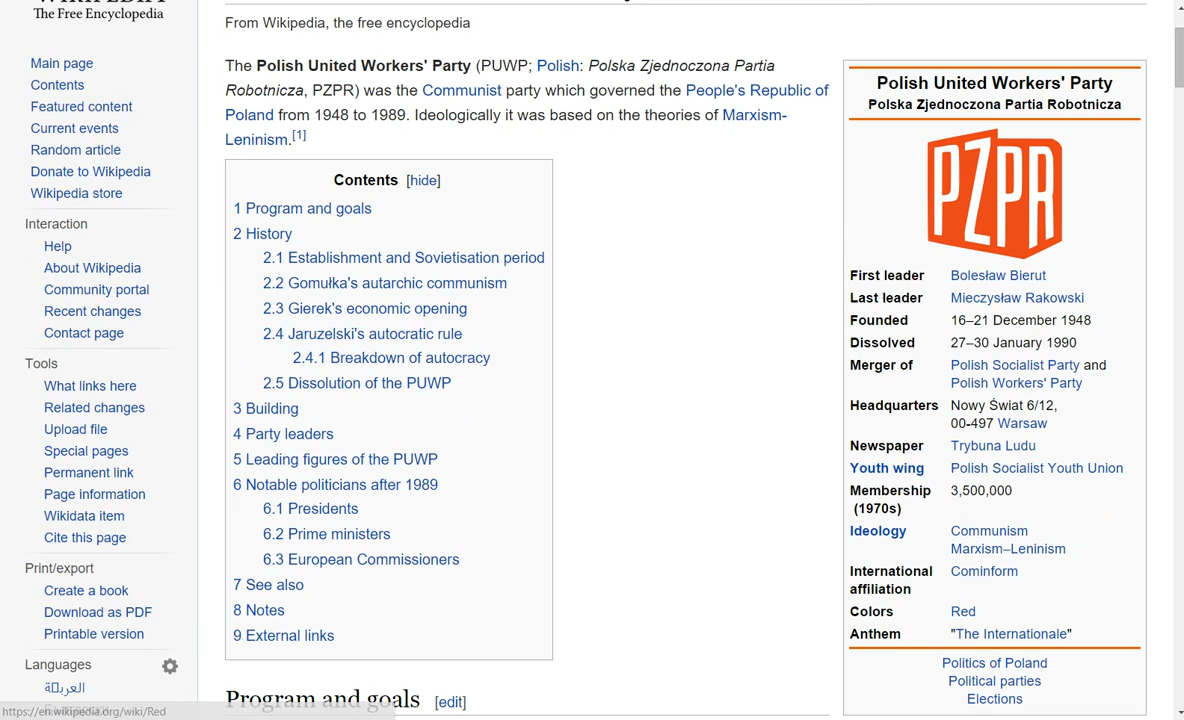 The Free Encyclopedia
Main page
Contents
Featured content
Current events
Random article
Donate to Wikipedia
Wikipedia store
Interaction
Help
About Wikipedia
Community portal
Recent changes
Contact page
Tools
What links here
Related changes
Upload file
Special pages
Permanent link
Page information
Wikidata item
Cite this page
Print/export
Create a book
Download as PDF
Printable version
Languages
https://en.wikipedia.org/wiki/Red
From Wikipedia, the free encyclopedia
The Polish United Workers' Party (PUWP; Polish: Polska Zjednoczona Partia
Robotnicza, PZPR) was the Communist party which governed the People's Republic of
Poland from 1948 to 1989. Ideologically it was based on the theories of Marxism-
Leninism.[1]
Contents [hide]
1 Program and goals
2 History
2.1 Establishment and Sovietisation period
2.2 Gomułka's autarchic communism
2.3 Gierek's economic opening
2.4 Jaruzelski's autocratic rule
2.4.1 Breakdown of autocracy
2.5 Dissolution of the PUWP
3 Building
4 Party leaders
5 Leading figures of the PUWP
6 Notable politicians after 1989
6.1 Presidents
6.2 Prime ministers
6.3 European Commissioners
7 See also
8 Notes
9 External links
Program and goals [edit]
Polish United Workers' Party
Polska Zjednoczona Partia Robotnicza
PZPR
First leader Bolesław Bierut
Last leader Mieczysław Rakowski
Founded 16–21 December 1948
Dissolved 27–30 January 1990
Merger of Polish Socialist Party and
Polish Workers' Party
Headquarters Nowy Świat 6/12,
00-497 Warsaw
Newspaper Trybuna Ludu
Youth wing Polish Socialist Youth Union
Membership 3,500,000
(1970s)
Ideology Communism
Marxism–Leninism
International Cominform
affiliation
Colors Red
Anthem "The Internationale"
Politics of Poland
Political parties
Elections